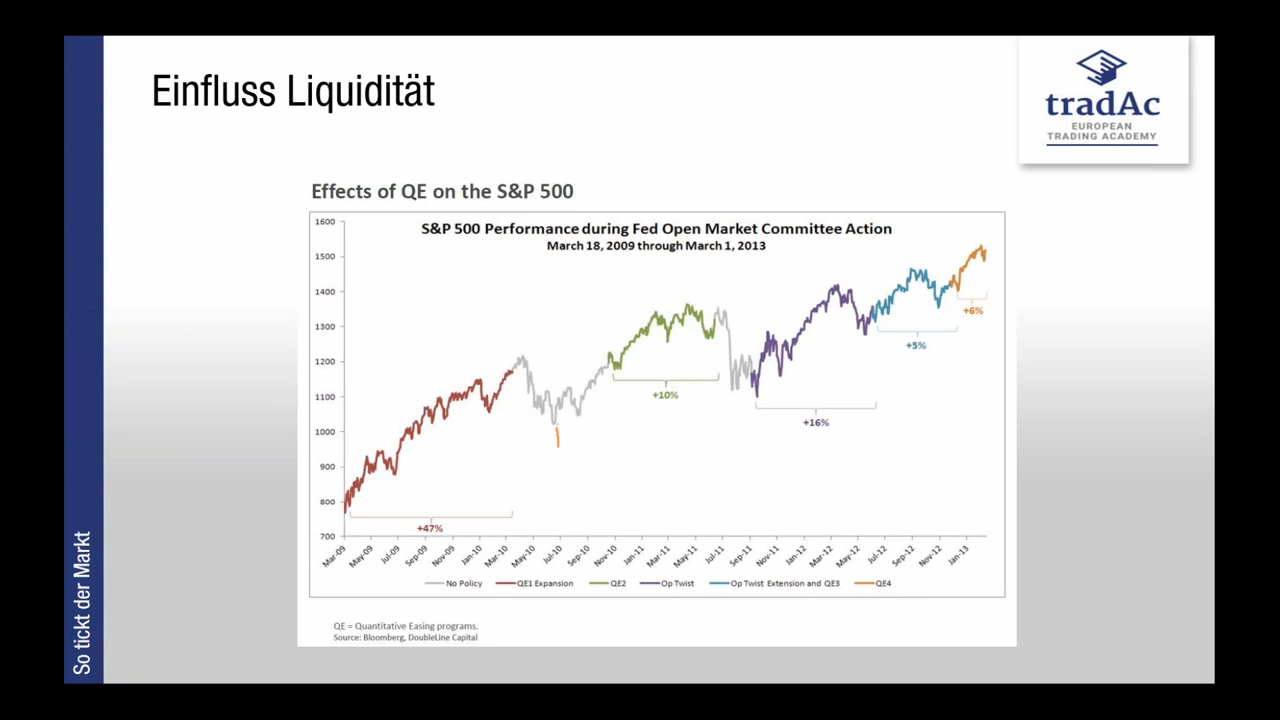 Einfluss Liquidität
tradAc
EUROPEAN
TRADING ACADEMY
So tickt der Markt
Effects of QE on the S&P 500
S&P 500 Performance during Fed Open Market Committee Action
March 18, 2009 through March 1, 2013
1600
1500
1400
1300
1200
1100
1000
900
800
700
+47%
+10%
+16%
+5%
+6%
Mar-09 May-09 Jul-09 Sep-09 Nov-09 Jan-10 Mar-10 May-10 Jul-10 Sep-10 Nov-10 Jan-11 Mar-11 May-11 Jul-11 Sep-11 Nov-11 Jan-12 Mar-12 May-12 Jul-12 Sep-12 Nov-12 Jan-13
No Policy QE1 Expansion QE2 Op Twist Op Twist Extension and QE3 QE4
QE = Quantitative Easing programs.
Source: Bloomberg, DoubleLine Capital